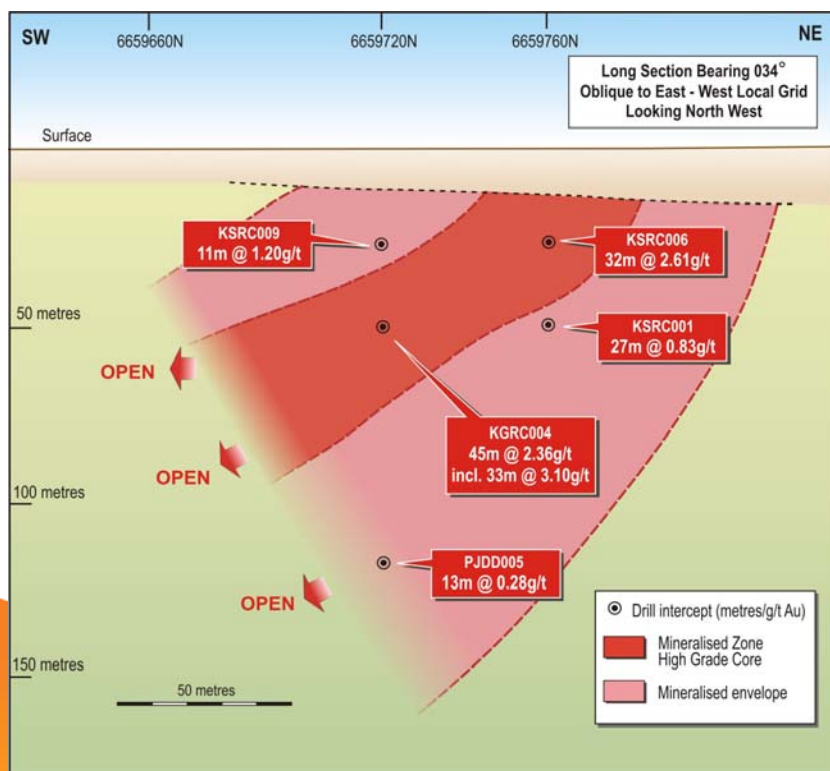 SW
6659660N
6659720N
6659760N
NE
Long Section Bearing 034°
Oblique to East - West Local Grid
Looking North West
Surface
KSRC009
11m @ 1.20g/t
KSRC006
32m @ 2.61g/t
50 metres
KSRC001
27m @ 0.83g/t
OPEN
KGRC004
45m @ 2.36g/t
incl. 33m @ 3.10g/t
OPEN
100 metres
PJDD005
13m @ 0.28g/t
OPEN
Drill intercept (metres/g/t Au)
Mineralised Zone
High Grade Core
Mineralised envelope
150 metres
50 metres